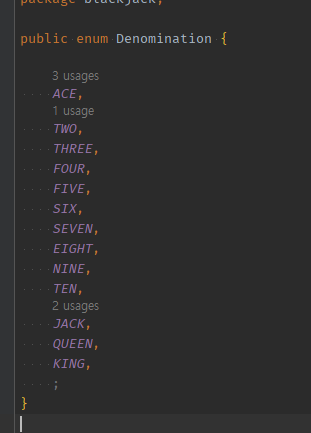 package blackjack;
public enum Denomination {
3 usages
ACE,
1 usage
TWO,
THREE,
FOUR,
FIVE,
SIX,
SEVEN,
EIGHT,
NINE,
TEN,
2 usages
JACK,
QUEEN,
KING,
;
}